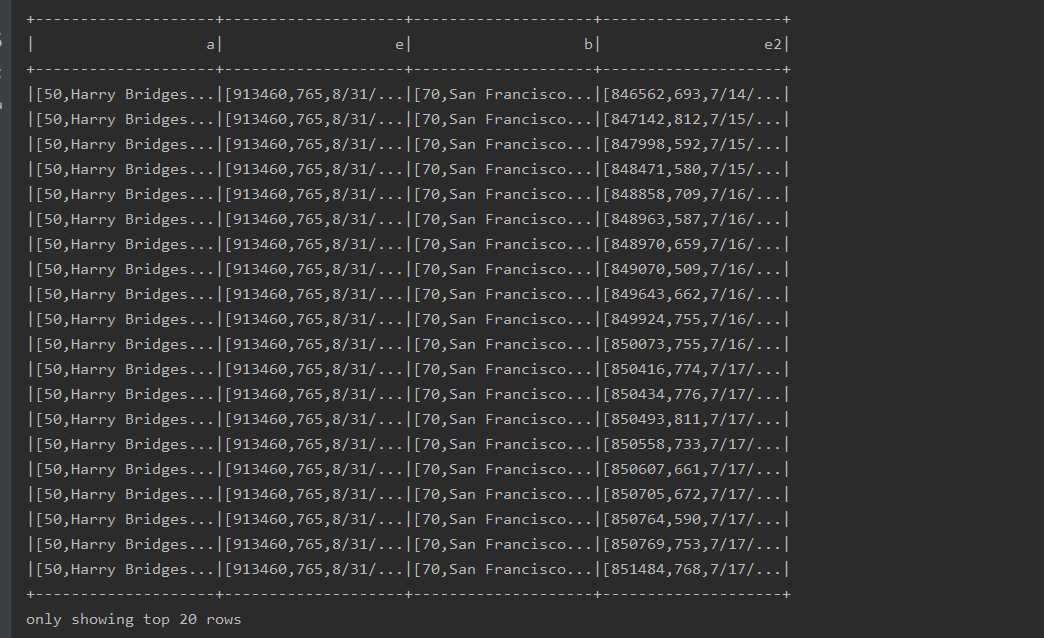 +--------------------+--------------------+--------------------+--------------------+
|                   a|                   e|                   b|                  e2|
+--------------------+--------------------+--------------------+--------------------+
|[50,Harry Bridges...|[913460,765,8/31/...|[70,San Francisco...|[846562,693,7/14/...|
|[50,Harry Bridges...|[913460,765,8/31/...|[70,San Francisco...|[847142,812,7/15/...|
|[50,Harry Bridges...|[913460,765,8/31/...|[70,San Francisco...|[847998,592,7/15/...|
|[50,Harry Bridges...|[913460,765,8/31/...|[70,San Francisco...|[848471,580,7/15/...|
|[50,Harry Bridges...|[913460,765,8/31/...|[70,San Francisco...|[848858,709,7/16/...|
|[50,Harry Bridges...|[913460,765,8/31/...|[70,San Francisco...|[848963,587,7/16/...|
|[50,Harry Bridges...|[913460,765,8/31/...|[70,San Francisco...|[848970,659,7/16/...|
|[50,Harry Bridges...|[913460,765,8/31/...|[70,San Francisco...|[849070,509,7/16/...|
|[50,Harry Bridges...|[913460,765,8/31/...|[70,San Francisco...|[849643,662,7/16/...|
|[50,Harry Bridges...|[913460,765,8/31/...|[70,San Francisco...|[849924,755,7/16/...|
|[50,Harry Bridges...|[913460,765,8/31/...|[70,San Francisco...|[850073,755,7/16/...|
|[50,Harry Bridges...|[913460,765,8/31/...|[70,San Francisco...|[850416,774,7/17/...|
|[50,Harry Bridges...|[913460,765,8/31/...|[70,San Francisco...|[850434,776,7/17/...|
|[50,Harry Bridges...|[913460,765,8/31/...|[70,San Francisco...|[850493,811,7/17/...|
|[50,Harry Bridges...|[913460,765,8/31/...|[70,San Francisco...|[850558,733,7/17/...|
|[50,Harry Bridges...|[913460,765,8/31/...|[70,San Francisco...|[850607,661,7/17/...|
|[50,Harry Bridges...|[913460,765,8/31/...|[70,San Francisco...|[850705,672,7/17/...|
|[50,Harry Bridges...|[913460,765,8/31/...|[70,San Francisco...|[850764,590,7/17/...|
|[50,Harry Bridges...|[913460,765,8/31/...|[70,San Francisco...|[850769,753,7/17/...|
|[50,Harry Bridges...|[913460,765,8/31/...|[70,San Francisco...|[851484,768,7/17/...|
+--------------------+--------------------+--------------------+--------------------+
only showing top 20 rows